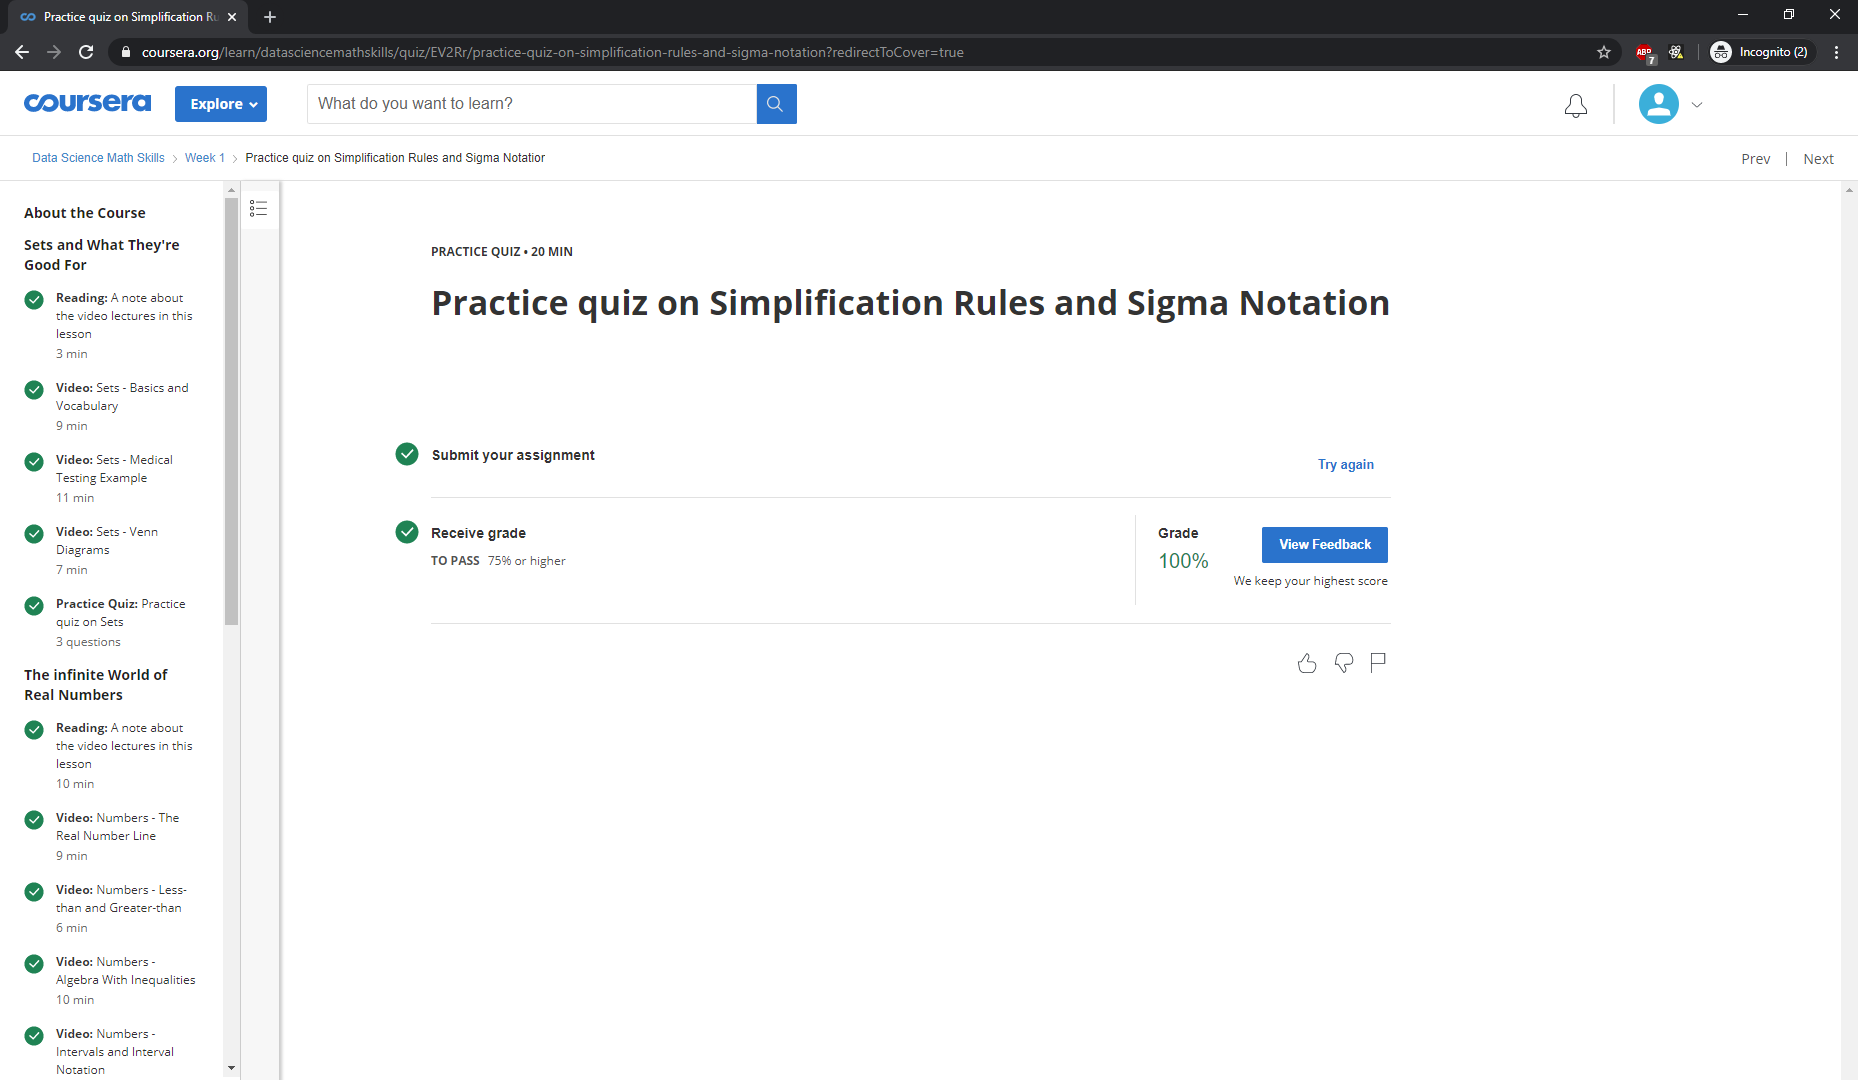 Practice quiz on Simplification Ru
coursera.org/learn/datasciencemathskills/quiz/EV2Rr/practice-quiz-on-simplification-rules-and-sigma-notation?redirectToCover=true
ABP
7
Incognito (2)
coursera
Explore
What do you want to learn?
Data Science Math Skills
Week 1
Practice quiz on Simplification Rules and Sigma Notatior
Prev | Next
About the Course
Sets and What They're
Good For
Reading: A note about
the video lectures in this
lesson
3 min
Video: Sets - Basics and
Vocabulary
9 min
Video: Sets - Medical
Testing Example
11 min
Video: Sets - Venn
Diagrams
7 min
Practice Quiz: Practice
quiz on Sets
3 questions
The infinite World of
Real Numbers
Reading: A note about
the video lectures in this
lesson
10 min
Video: Numbers - The
Real Number Line
9 min
Video: Numbers - Less-
than and Greater-than
6 min
Video: Numbers -
Algebra With Inequalities
10 min
Video: Numbers -
Intervals and Interval
Notation
PRACTICE QUIZ • 20 MIN
Practice quiz on Simplification Rules and Sigma Notation
Submit your assignment
Try again
Receive grade
TO PASS 75% or higher
Grade
100%
View Feedback
We keep your highest score